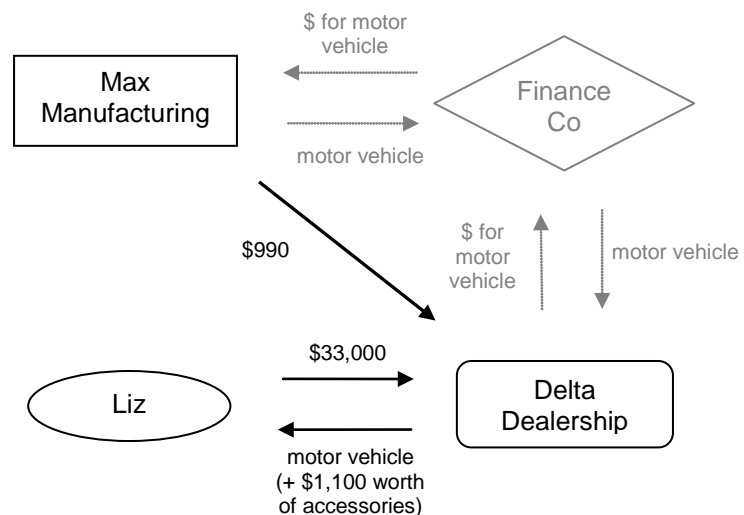 $ for motor
vehicle
Max
Manufacturing
Finance
Co
motor vehicle
$990
$ for
motor
vehicle
motor vehicle
$33,000
Liz
Delta
Dealership
motor vehicle
(+ $1,100 worth
of accessories)